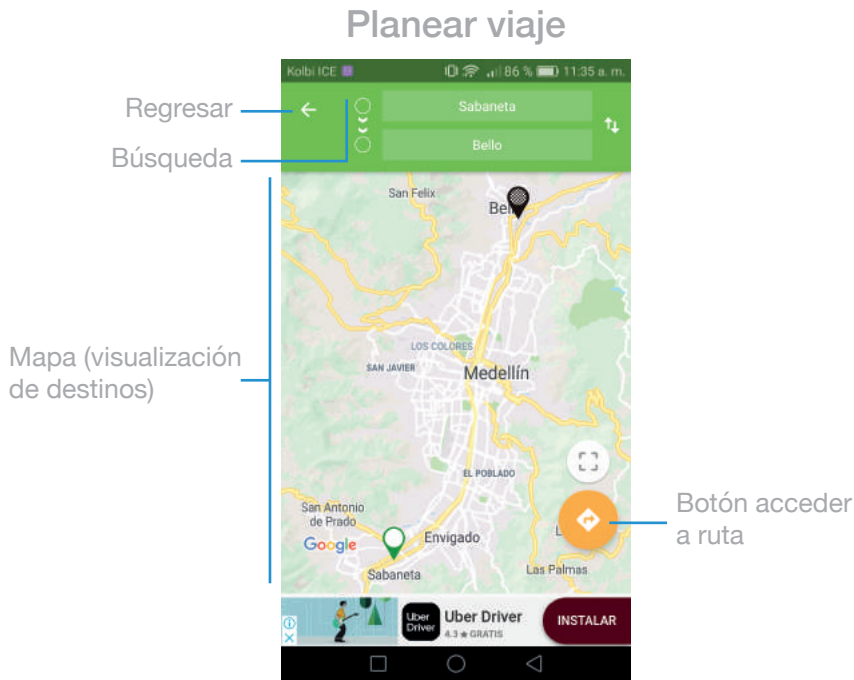 Planear viaje
Kolbi ICE
86 % 11:35 a. m.
Regresar
Sabaneta
Búsqueda
Bello
San Felix
LOS COLORES
SAN JAVIER
Medellín
Mapa (visualización
de destinos)
EL POBLADO
San Antonio
de Prado
Google
Envigado
Botón acceder
a ruta
Sabaneta
Las Palmas
Uber
Driver
Uber Driver
4.3 ★ GRATIS
INSTALAR